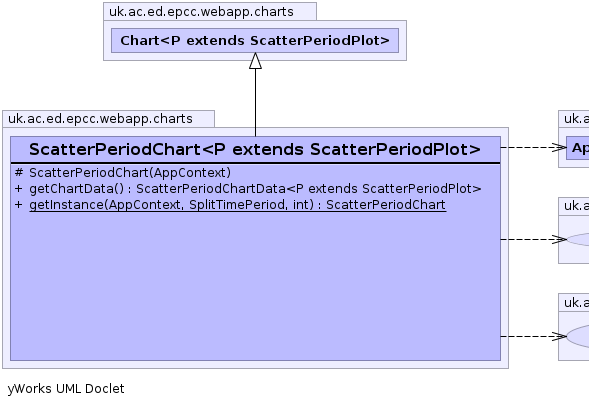 uk.ac.ed.epcc.webapp.charts
Chart<P extends ScatterPeriodPlot>
uk.ac.ed.epcc.webapp.charts
ScatterPeriodChart<P extends ScatterPeriodPlot>
# ScatterPeriodChart(AppContext)
+ getChartData() : ScatterPeriodChartData<P extends ScatterPeriodPlot>
+ getInstance(AppContext, SplitTimePeriod, int) : ScatterPeriodChart
uk.a
Ap
uk.a
uk.a
yWorks UML Doclet